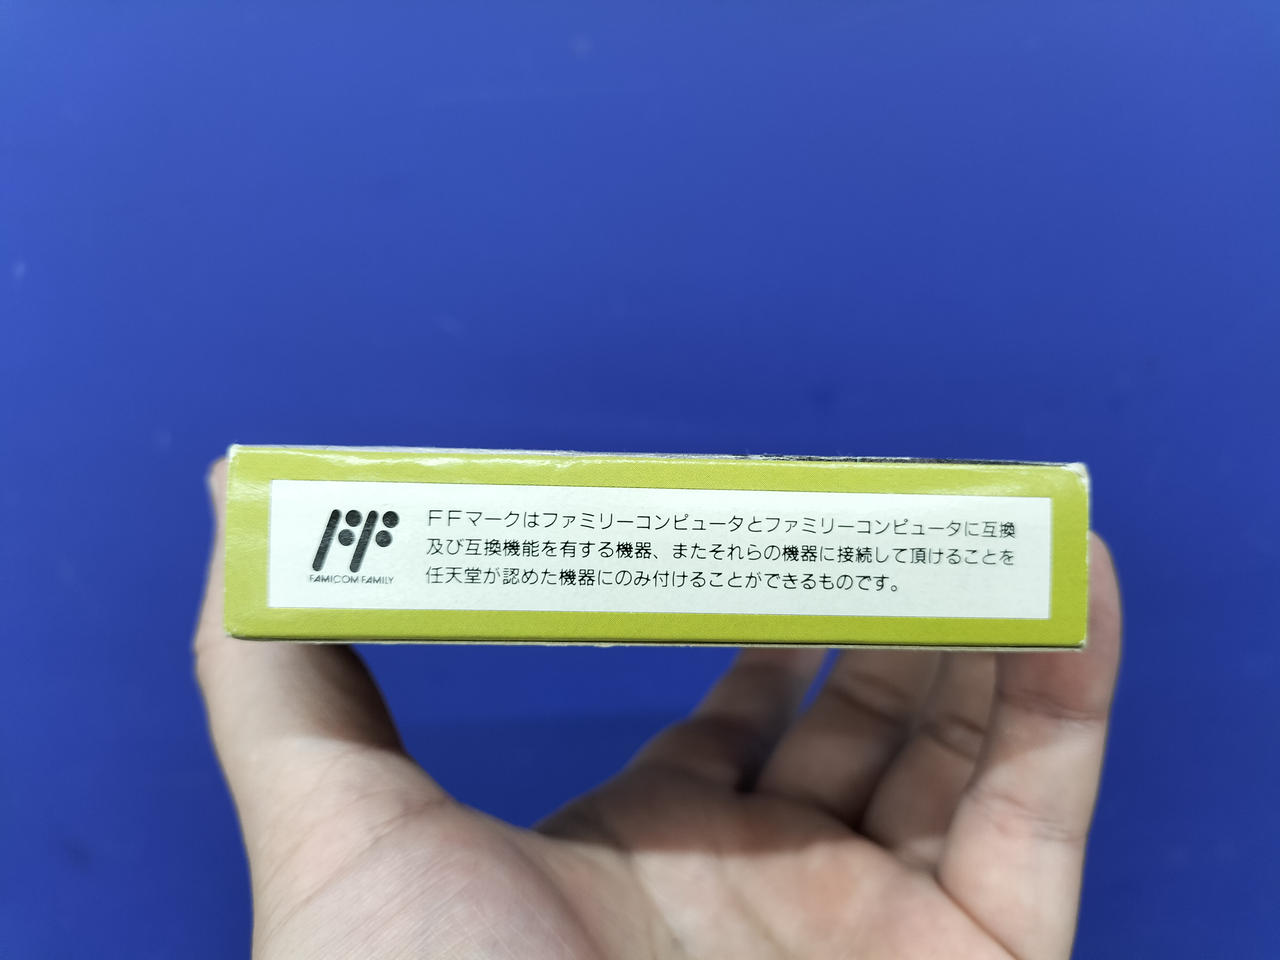 FAMICOM FAMILY
FFマークはファミリーコンピュータとファミリーコンピュータに互換
及び互換機能を有する機器、またそれらの機器に接続して頂けることを
任天堂が認めた機器にのみ付けることができるものです。